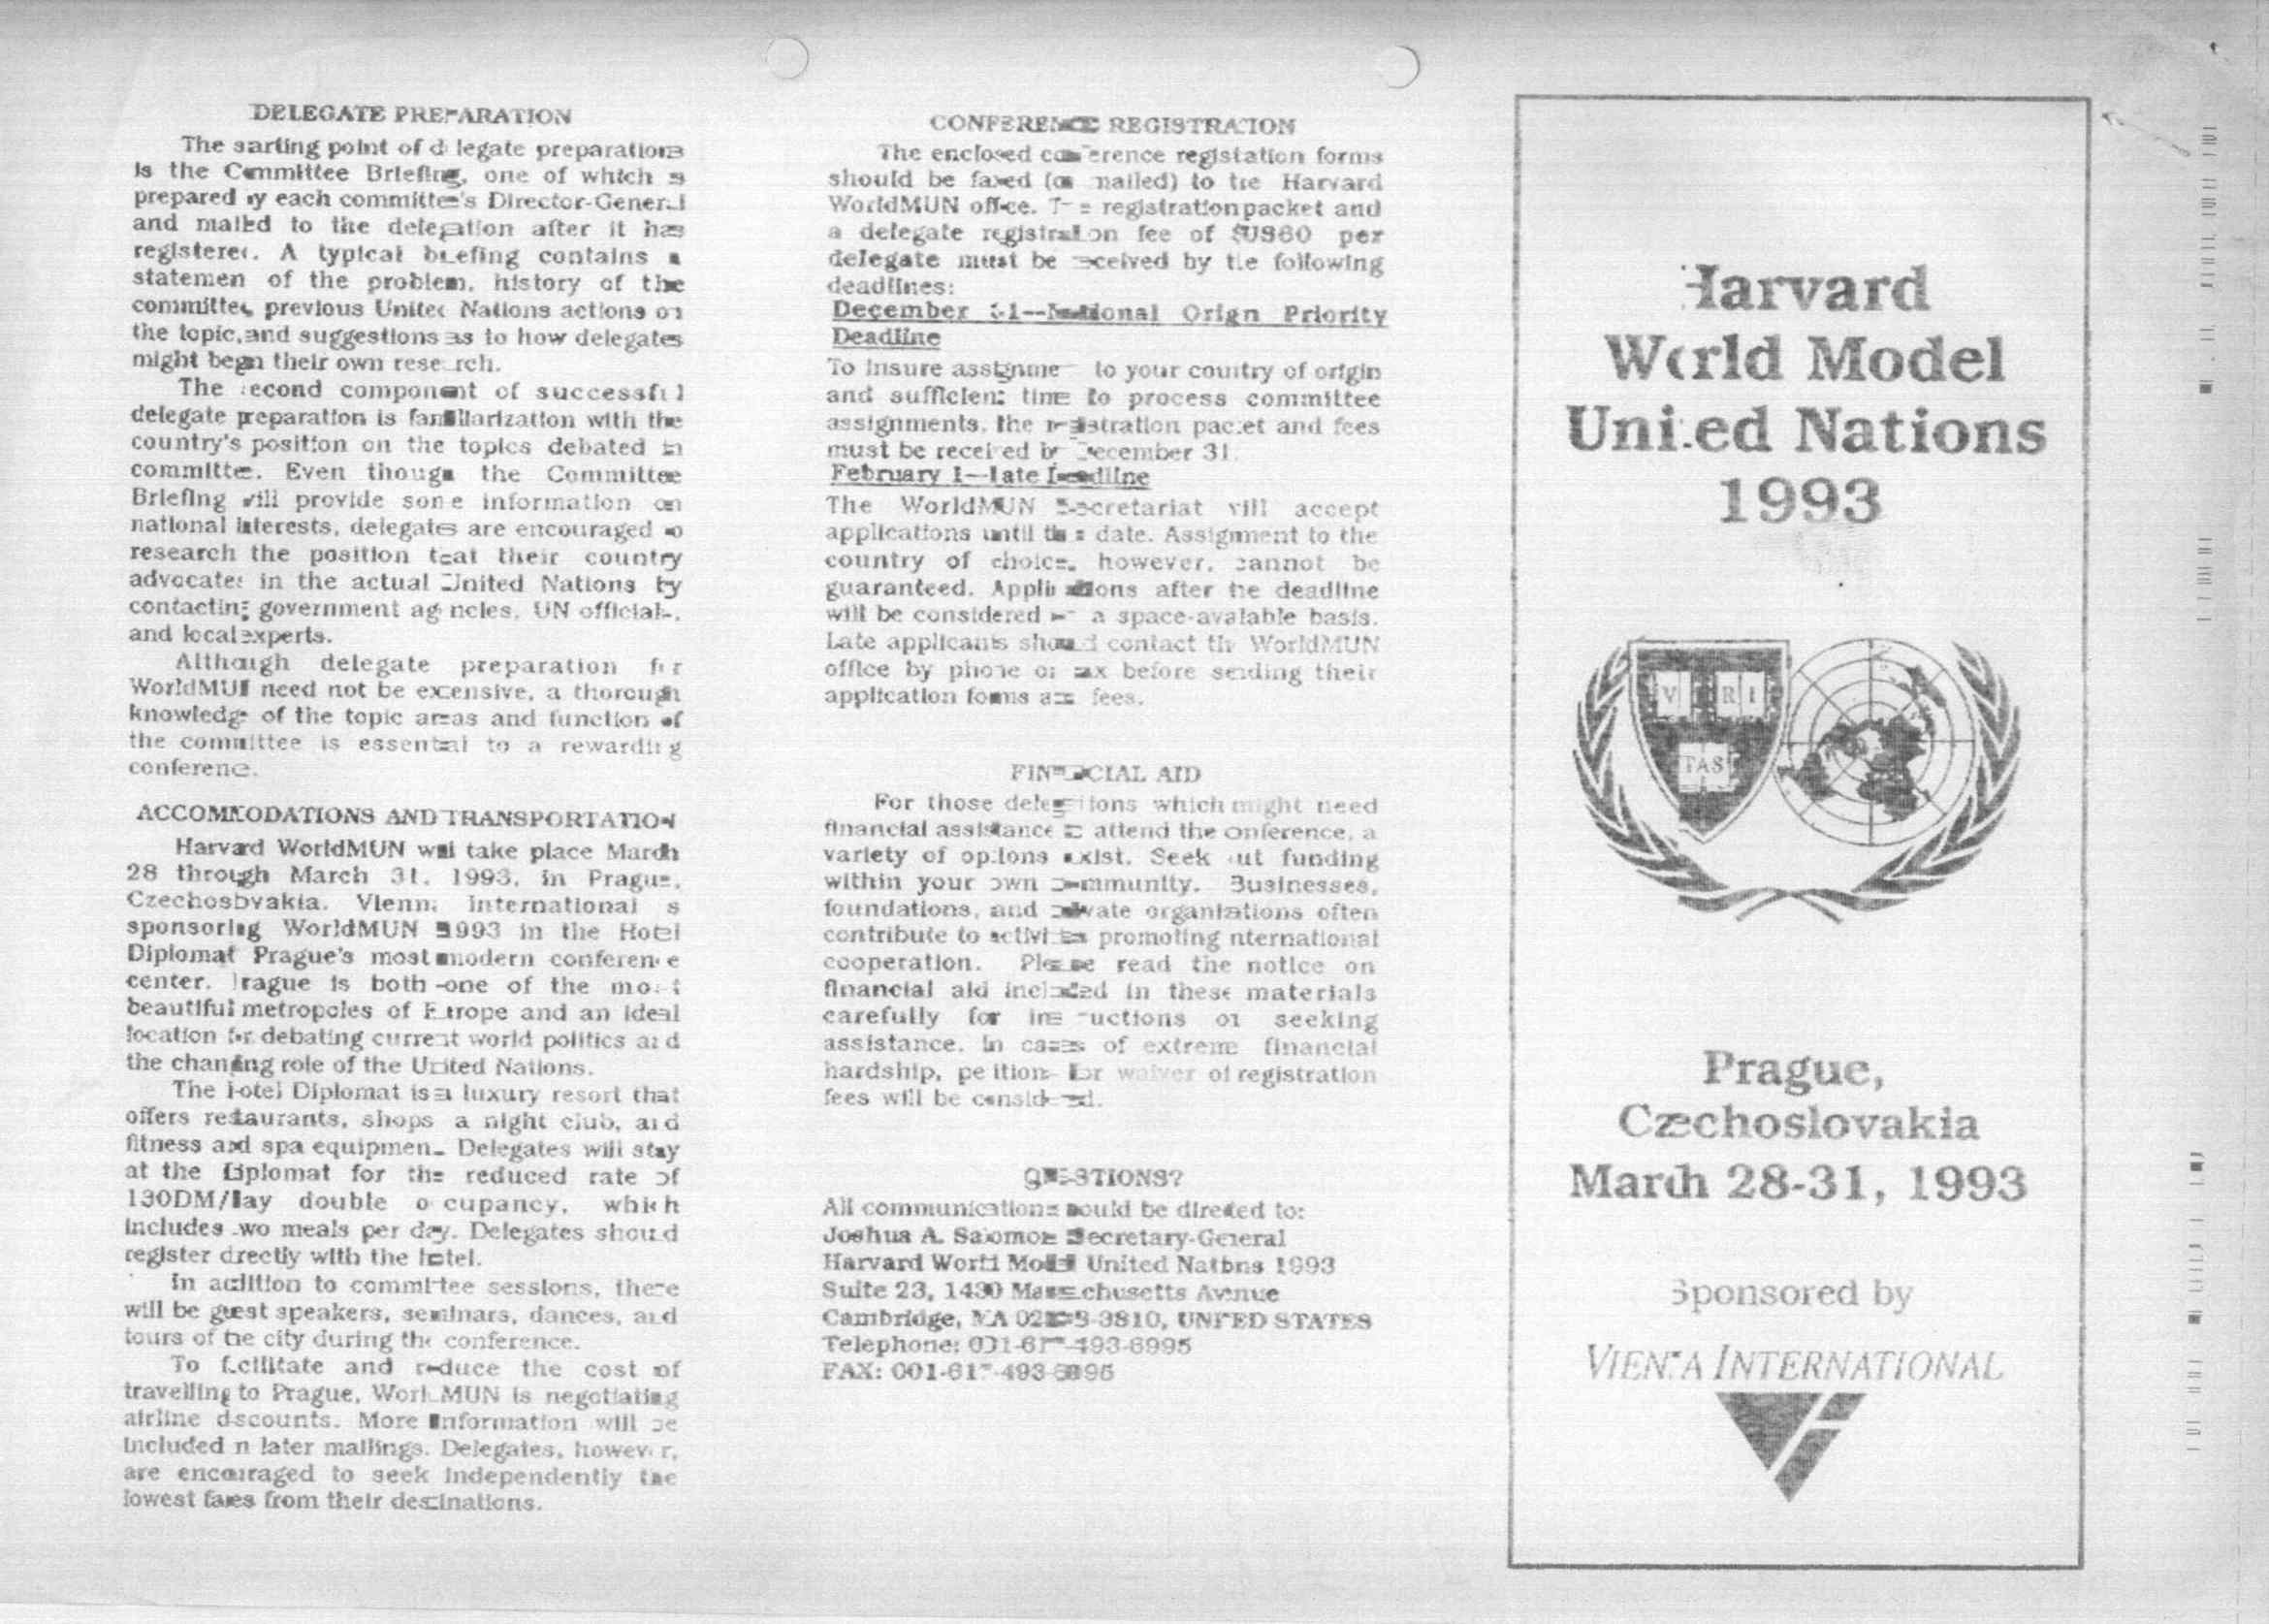 DELEGATE PREPARATION
The starting point of delegate preparations
is the Committee Briefing, one of which is
prepared by each committee's Director-General
and mailed to the delegation after it has
registered. A typical briefing contains a
statement of the problem, history of the
committee, previous United Nations actions on
the topic, and suggestions as to how delegates
might begin their own research.
The second component of successful
delegate preparation is familiarization with the
country's position on the topics debated in
committee. Even though the Committee
Briefing will provide some information on
national interests, delegates are encouraged to
research the position that their country
advocates in the actual United Nations by
contacting government agencies, UN officials,
and local experts.
Although delegate preparation for
WorldMUN need not be excensive, a thorough
knowledge of the topic areas and function of
the committee is essential to a rewarding
conference.
ACCOMMODATIONS AND TRANSPORTATION
Harvard WorldMUN will take place March
28 through March 31, 1993, in Prague,
Czechoslovakia. Vienna International is
sponsoring WorldMUN 1993 in the Hotel
Diplomat Prague's most modern conference
center. Prague is both one of the most
beautiful metropoles of Europe and an ideal
location for debating current world politics and
the changing role of the United Nations.
The Hotel Diplomat is a luxury resort that
offers restaurants, shops a night club, and
fitness and spa equipment. Delegates will stay
at the Diplomat for the reduced rate of
130DM/day double occupancy, which
includes two meals per day. Delegates should
register directly with the hotel.
In addition to committee sessions, there
will be guest speakers, seminars, dances, and
tours of the city during the conference.
To facilitate and reduce the cost of
travelling to Prague, WorldMUN is negotiating
airline discounts. More information will be
included in later mailings. Delegates, however,
are encouraged to seek independently the
lowest fares from their destinations.
CONFERENCE REGISTRATION
The enclosed conference registation forms
should be faxed (or mailed) to the Harvard
WorldMUN office. The registration packet and
a delegate registration fee of $US60 per
delegate must be received by the following
deadlines:
December 31--National Orign Priority
Deadline
To insure assignment to your country of origin
and sufficient time to process committee
assignments, the registration packet and fees
must be received by December 31.
February 1--Late Deadline
The WorldMUN Secretariat will accept
applications until this date. Assignment to the
country of choice, however, cannot be
guaranteed. Applications after the deadline
will be considered on a space-available basis.
Late applicants should contact the WorldMUN
office by phone or fax before sending their
application forms and fees.
FINANCIAL AID
For those delegations which might need
financial assistance to attend the conference, a
variety of options exist. Seek out funding
within your own community. Businesses,
foundations, and private organizations often
contribute to activities promoting international
cooperation. Please read the notice on
financial aid included in these materials
carefully for instructions on seeking
assistance. In cases of extreme financial
hardship, petitions for waiver of registration
fees will be considered.
QUESTIONS?
All communications should be directed to:
Joshua A. Salomon Secretary-General
Harvard World Model United Nations 1993
Suite 23, 1430 Massachusetts Avenue
Cambridge, MA 02138-3810, UNITED STATES
Telephone: 001-617-493-6995
FAX: 001-617-493-
Harvard
World Model
United Nations
1993
VE RI
TAS
Prague,
Czechoslovakia
March 28-31, 1993
Sponsored by
VIENNA INTERNATIONAL